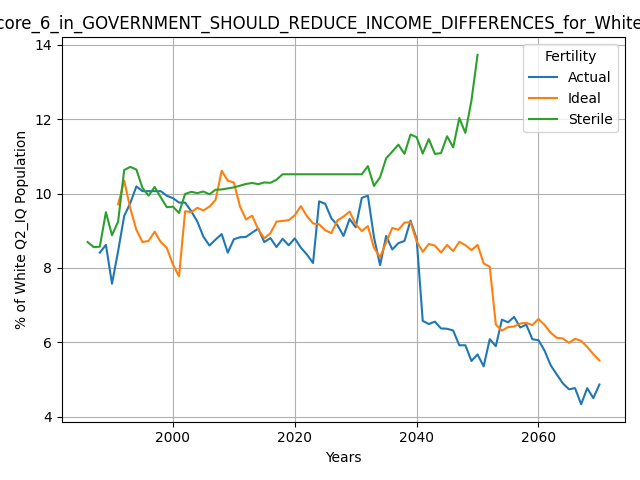 core_6_in_GOVERNMENT_SHOULD_REDUCE_INCOME_DIFFERENCES_for_White
14
12
10
8
6
4
% of White Q2_IQ Population
Fertility
Actual
Ideal
Sterile
2000
2020
2040
2060
Years